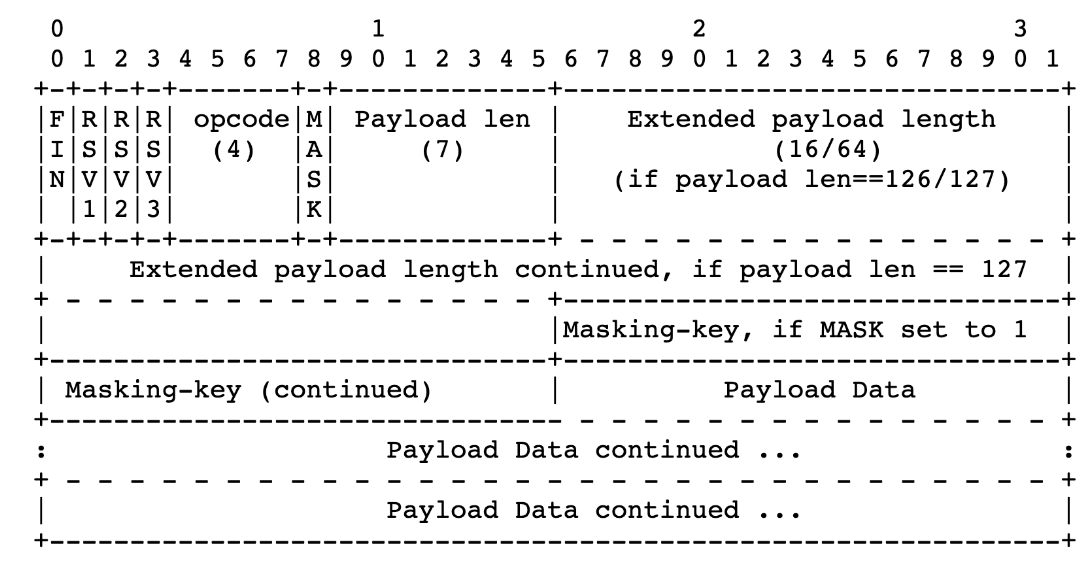 0                   1                   2                   3
 0 1 2 3 4 5 6 7 8 9 0 1 2 3 4 5 6 7 8 9 0 1 2 3 4 5 6 7 8 9 0 1
+-+-+-+-+-------+-+-------------+-------------------------------+
|F|R|R|R| opcode|M| Payload len |    Extended payload length    |
|I|S|S|S|  (4)  |A|     (7)     |             (16/64)           |
|N|V|V|V|       |S|             |   (if payload len==126/127)   |
| |1|2|3|       |K|             |                               |
+-+-+-+-+-------+-+-------------+ - - - - - - - - - - - - - - - +
|     Extended payload length continued, if payload len == 127  |
+ - - - - - - - - - - - - - - - +-------------------------------+
|                               |Masking-key, if MASK set to 1  |
+-------------------------------+-------------------------------+
| Masking-key (continued)       |          Payload Data         |
+-------------------------------- - - - - - - - - - - - - - - - +
:                     Payload Data continued ...                :
+ - - - - - - - - - - - - - - - - - - - - - - - - - - - - - - - +
|                     Payload Data continued ...                |
+---------------------------------------------------------------+